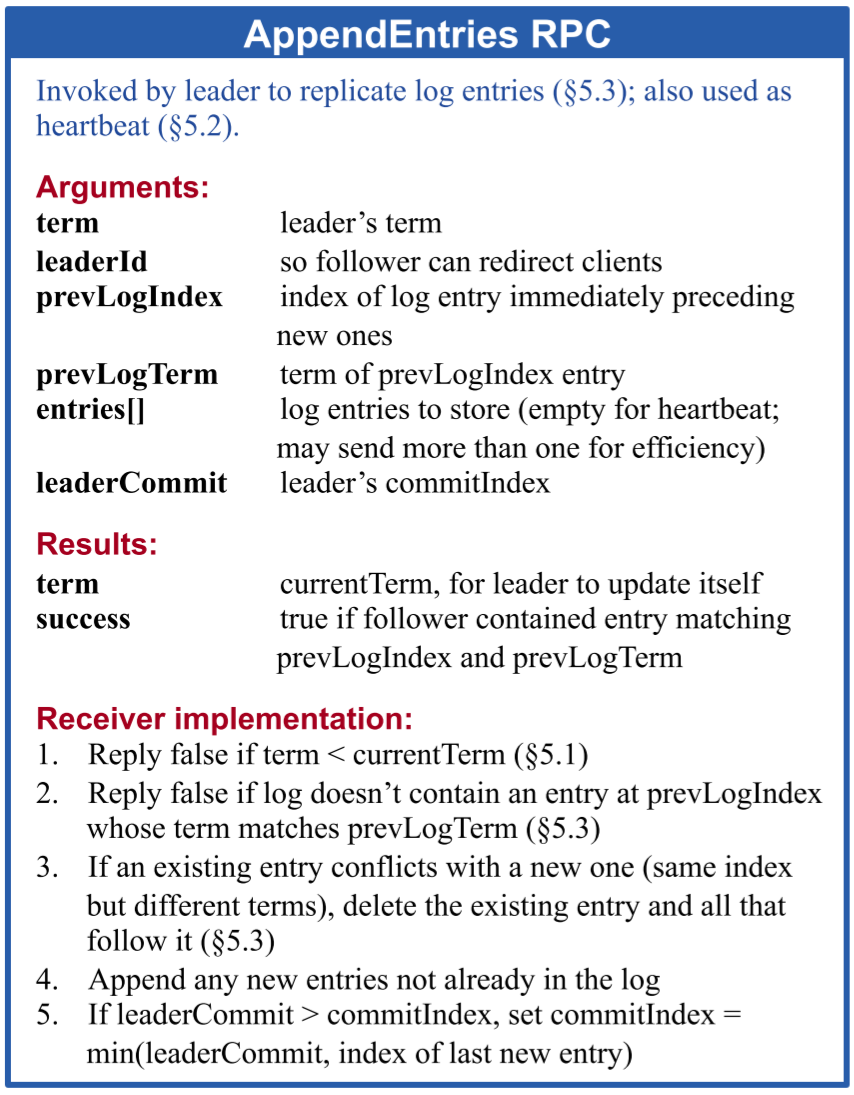 AppendEntries RPC
Invoked by leader to replicate log entries (§5.3); also used as
heartbeat (§5.2).
Arguments:
term leader’s term
leaderId so follower can redirect clients
prevLogIndex index of log entry immediately preceding
new ones
prevLogTerm term of prevLogIndex entry
entries[] log entries to store (empty for heartbeat;
may send more than one for efficiency)
leaderCommit leader’s commitIndex
Results:
term currentTerm, for leader to update itself
success true if follower contained entry matching
prevLogIndex and prevLogTerm
Receiver implementation:
1. Reply false if term < currentTerm (§5.1)
2. Reply false if log doesn’t contain an entry at prevLogIndex
whose term matches prevLogTerm (§5.3)
3. If an existing entry conflicts with a new one (same index
but different terms), delete the existing entry and all that
follow it (§5.3)
4. Append any new entries not already in the log
5. If leaderCommit > commitIndex, set commitIndex =
min(leaderCommit, index of last new entry)